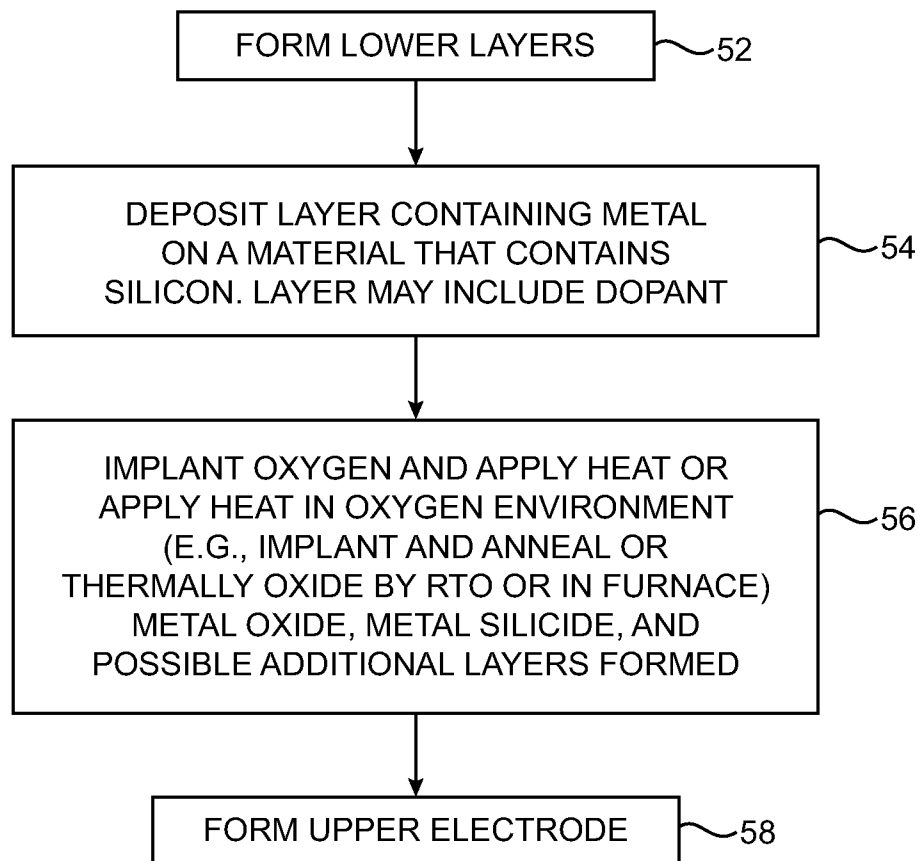 FORM LOWER LAYERS
52
DEPOSIT LAYER CONTAINING METAL
ON A MATERIAL THAT CONTAINS
SILICON. LAYER MAY INCLUDE DOPANT
54
IMPLANT OXYGEN AND APPLY HEAT OR
APPLY HEAT IN OXYGEN ENVIRONMENT
(E.G., IMPLANT AND ANNEAL OR
THERMALLY OXIDE BY RTO OR IN FURNACE)
METAL OXIDE, METAL SILICIDE, AND
POSSIBLE ADDITIONAL LAYERS FORMED
56
FORM UPPER ELECTRODE
58